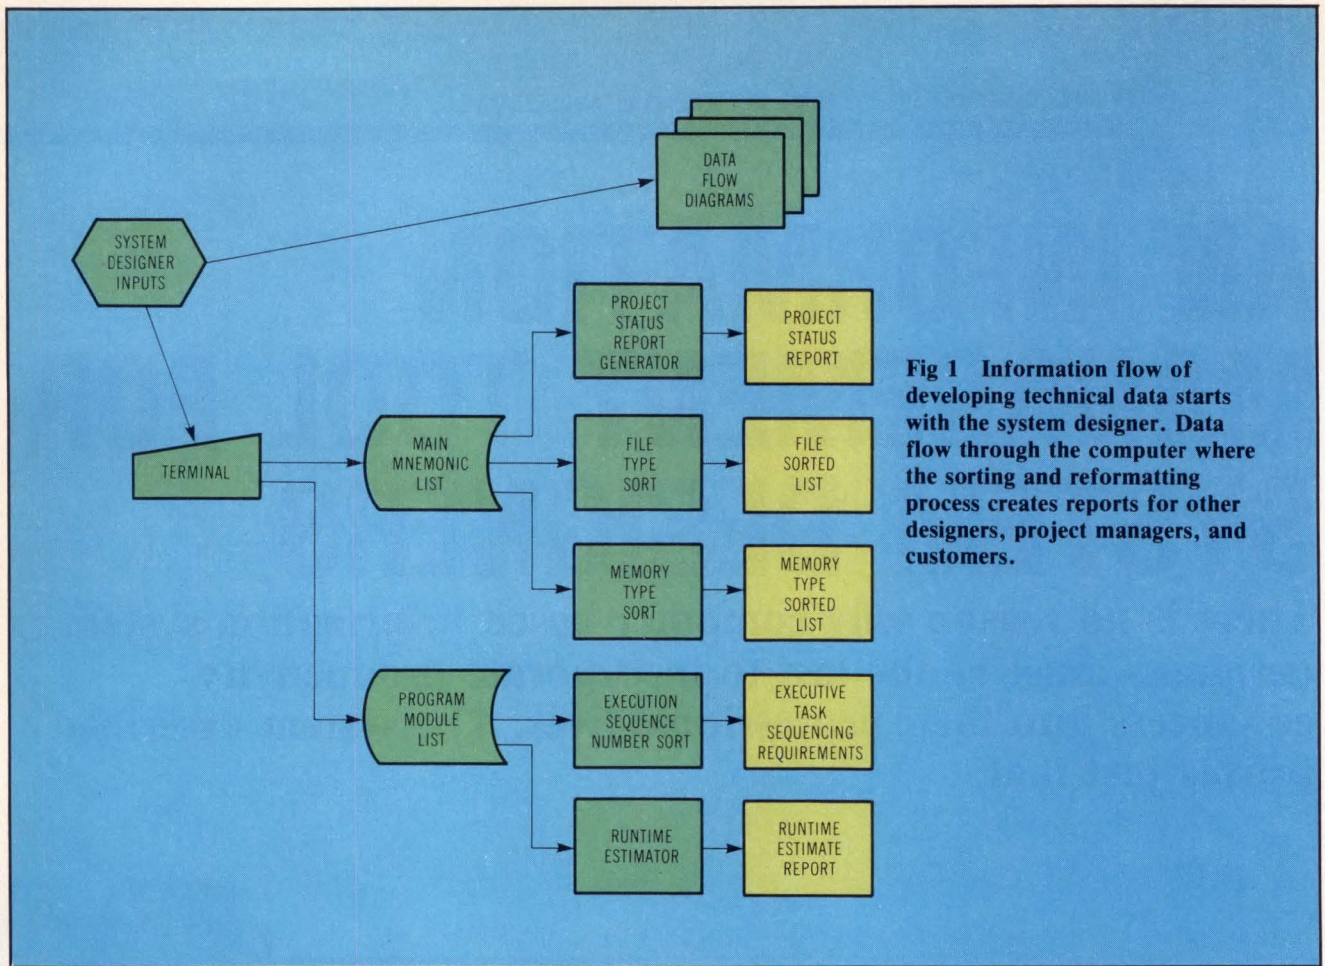 DATA
FLOW
DIAGRAMS
SYSTEM
DESIGNER
INPUTS
PROJECT
STATUS
REPORT
GENERATOR
PROJECT
STATUS
REPORT
Fig 1 Information flow of
developing technical data starts
with the system designer. Data
flow through the computer where
the sorting and reformatting
process creates reports for other
designers, project managers, and
customers.
TERMINAL
MAIN
MNEMONIC
LIST
FILE
TYPE
SORT
FILE
SORTED
LIST
MEMORY
TYPE
SORT
MEMORY
TYPE
SORTED
LIST
PROGRAM
MODULE
LIST
EXECUTION
SEQUENCE
NUMBER SORT
EXECUTIVE
TASK
SEQUENCING
REQUIREMENTS
RUNTIME
ESTIMATOR
RUNTIME
ESTIMATE
REPORT